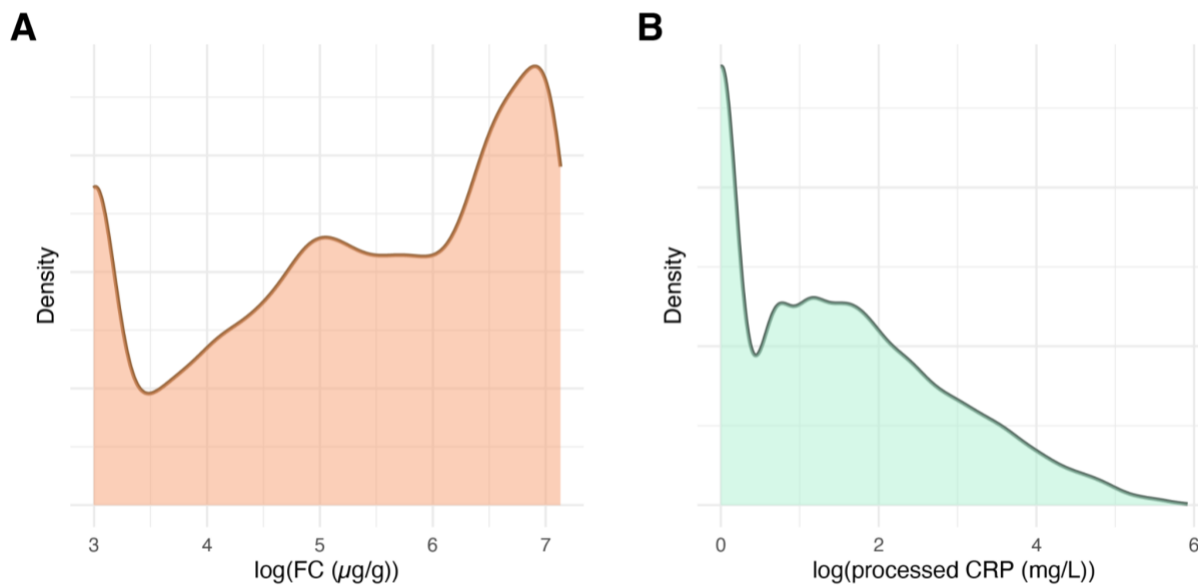 A
B
Density
3 4 5 6 7
log(FC (µg/g))
Density
0 2 4 6
log(processed CRP (mg/L))